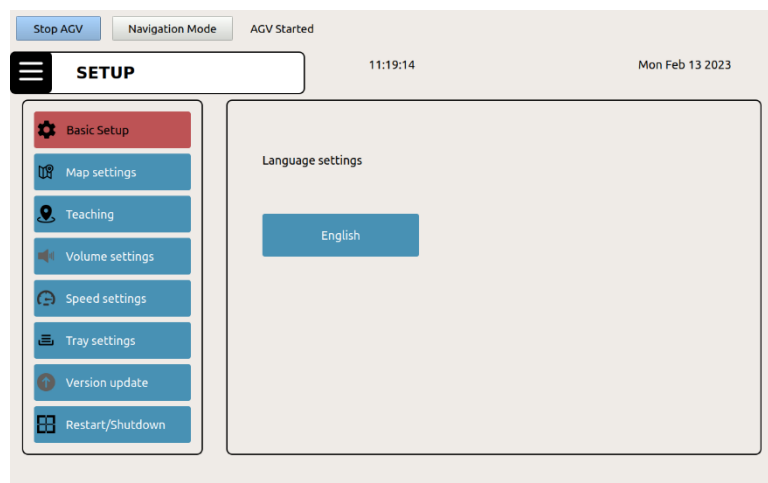 Stop AGV
Navigation Mode
AGV Started
SETUP
11:19:14
Mon Feb 13 2023
Basic Setup
Map settings
Teaching
Volume settings
Speed settings
Tray settings
Version update
Restart/Shutdown
Language settings
English